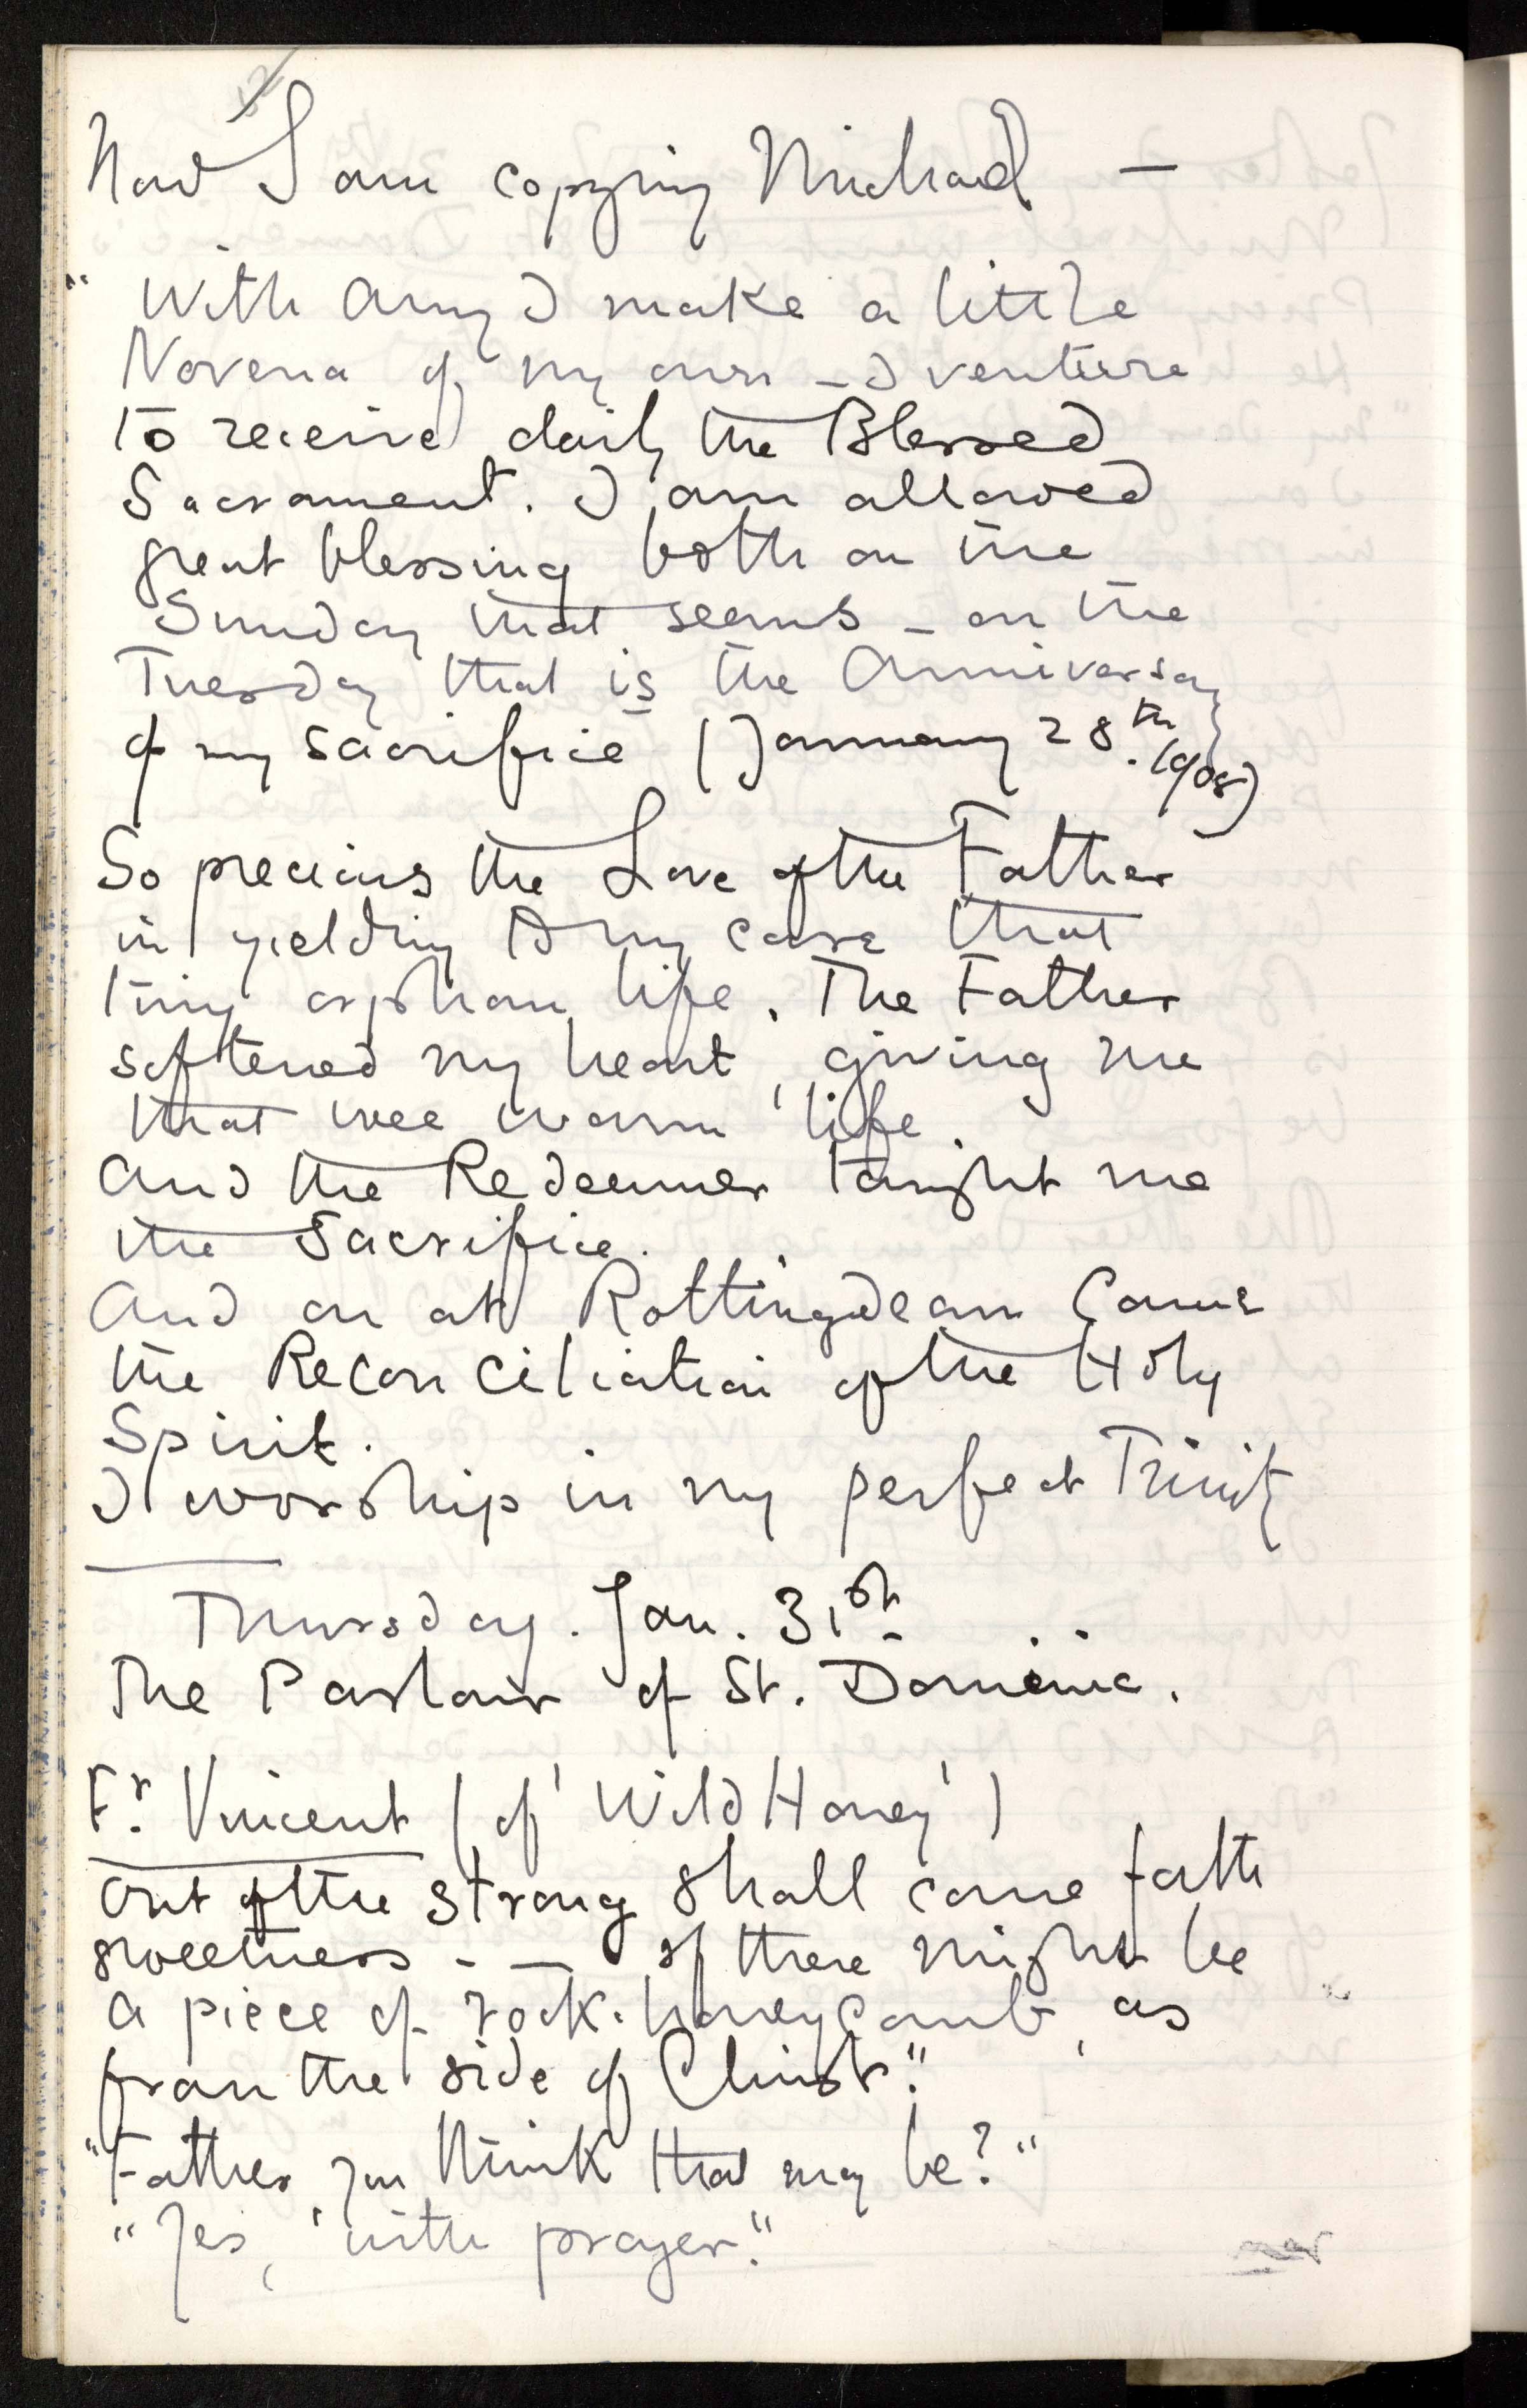 Now I am copying Michael —
" With Amy I make a little
Novena of my own – I venture
to receive daily the Blessed
Sacrament. I am allowed
great blessing both on the
Sunday that seems – on the
Tuesday that is the Anniversary
of my sacrifice (January 28th. 1908)
So precious the Love of the Father
in yielding to my care that
tiny orphan life. The Father
softened my heart, giving me
that wee warm life.
And the Redeemer taught me
the Sacrifice.
And on at Rottingdean Came
the Reconciliation of the Holy
Spirit.
I worship in my perfect Trinity
Thursday. Jan. 31st.
The Parlour of St. Dominic.
Fr. Vincent (of 'Wild Honey')
Out of the strong shall come forth
sweetness - — if there might be
a piece of rock-honeycomb, as
from the side of Christ."
"Father you think that may be?"
"Yes, with prayer."